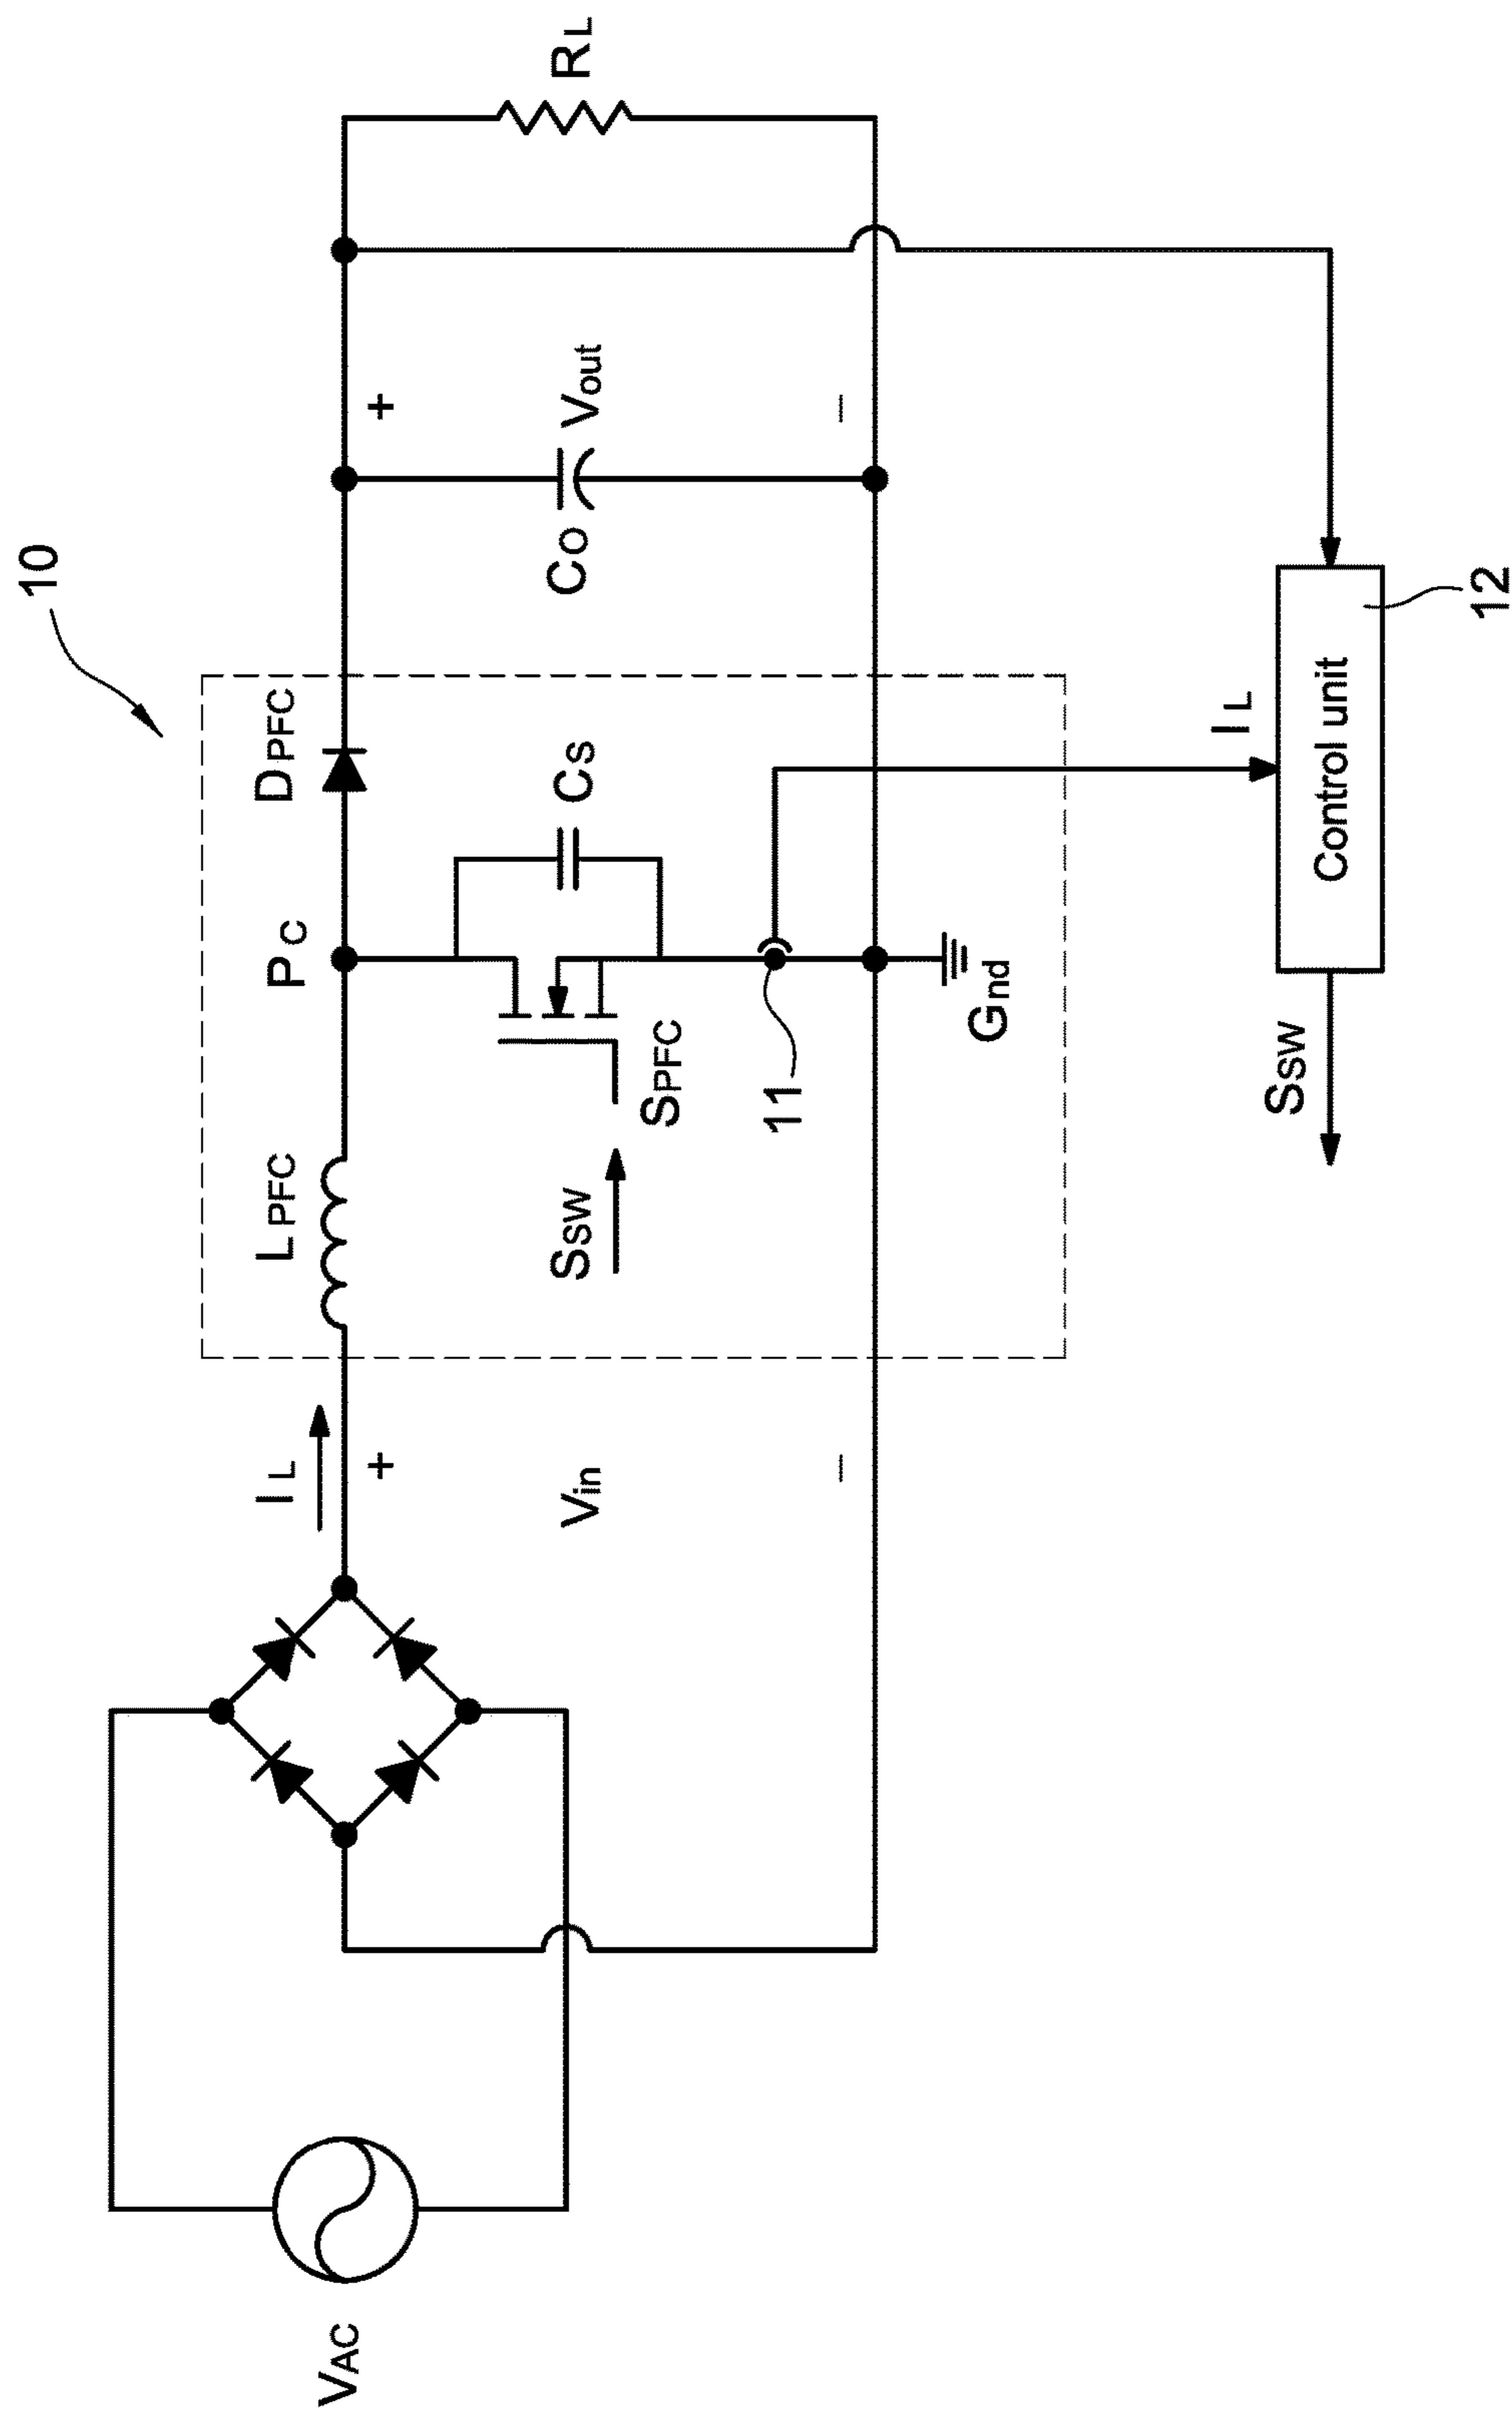 10
VAC
IL
+
Vin
−
LPFC
PC
DPFC
SSW
SPFC
CS
11
Gnd
+
CO
Vout
−
RL
IL
Control unit
12
SSW